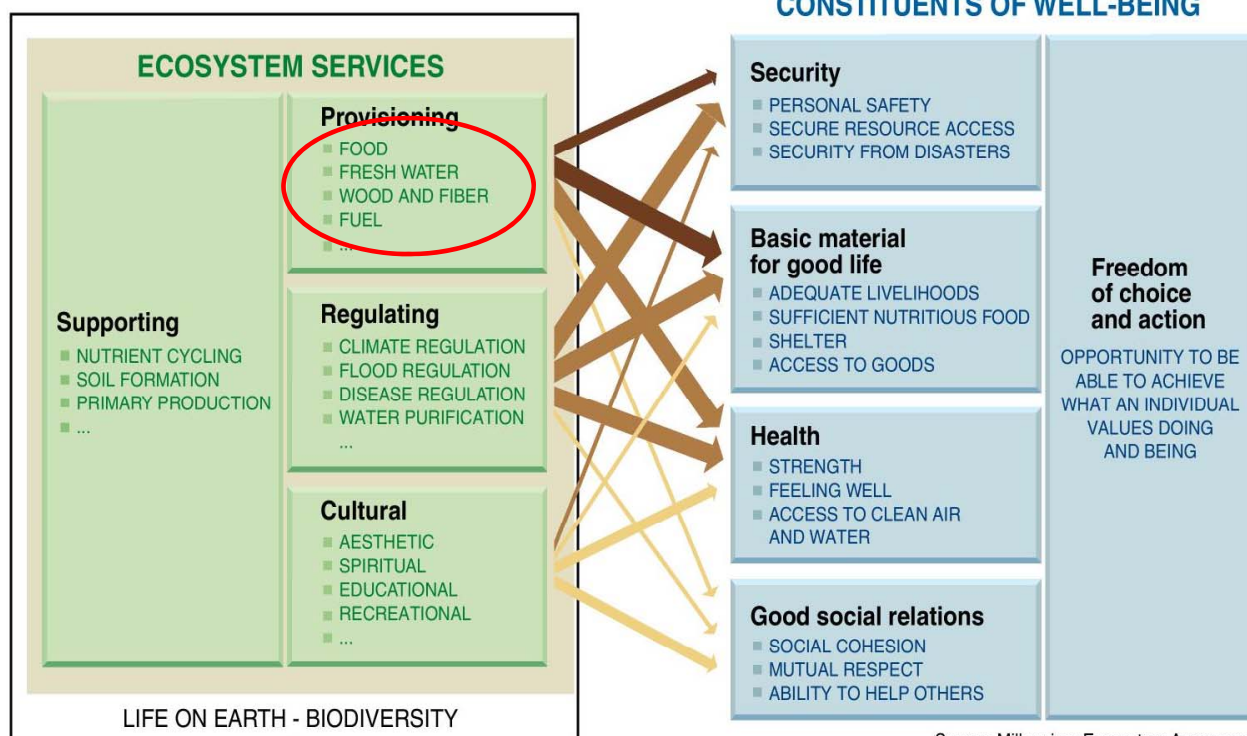 CONSTITUENTS OF WELL-BEING
ECOSYSTEM SERVICES
Supporting
NUTRIENT CYCLING
SOIL FORMATION
PRIMARY PRODUCTION
...
Provisioning
FOOD
FRESH WATER
WOOD AND FIBER
FUEL
...
Regulating
CLIMATE REGULATION
FLOOD REGULATION
DISEASE REGULATION
WATER PURIFICATION
...
Cultural
AESTHETIC
SPIRITUAL
EDUCATIONAL
RECREATIONAL
...
LIFE ON EARTH - BIODIVERSITY
Security
PERSONAL SAFETY
SECURE RESOURCE ACCESS
SECURITY FROM DISASTERS
Basic material
for good life
ADEQUATE LIVELIHOODS
SUFFICIENT NUTRITIOUS FOOD
SHELTER
ACCESS TO GOODS
Health
STRENGTH
FEELING WELL
ACCESS TO CLEAN AIR
AND WATER
Good social relations
SOCIAL COHESION
MUTUAL RESPECT
ABILITY TO HELP OTHERS
Freedom
of choice
and action
OPPORTUNITY TO BE
ABLE TO ACHIEVE
WHAT AN INDIVIDUAL
VALUES DOING
AND BEING